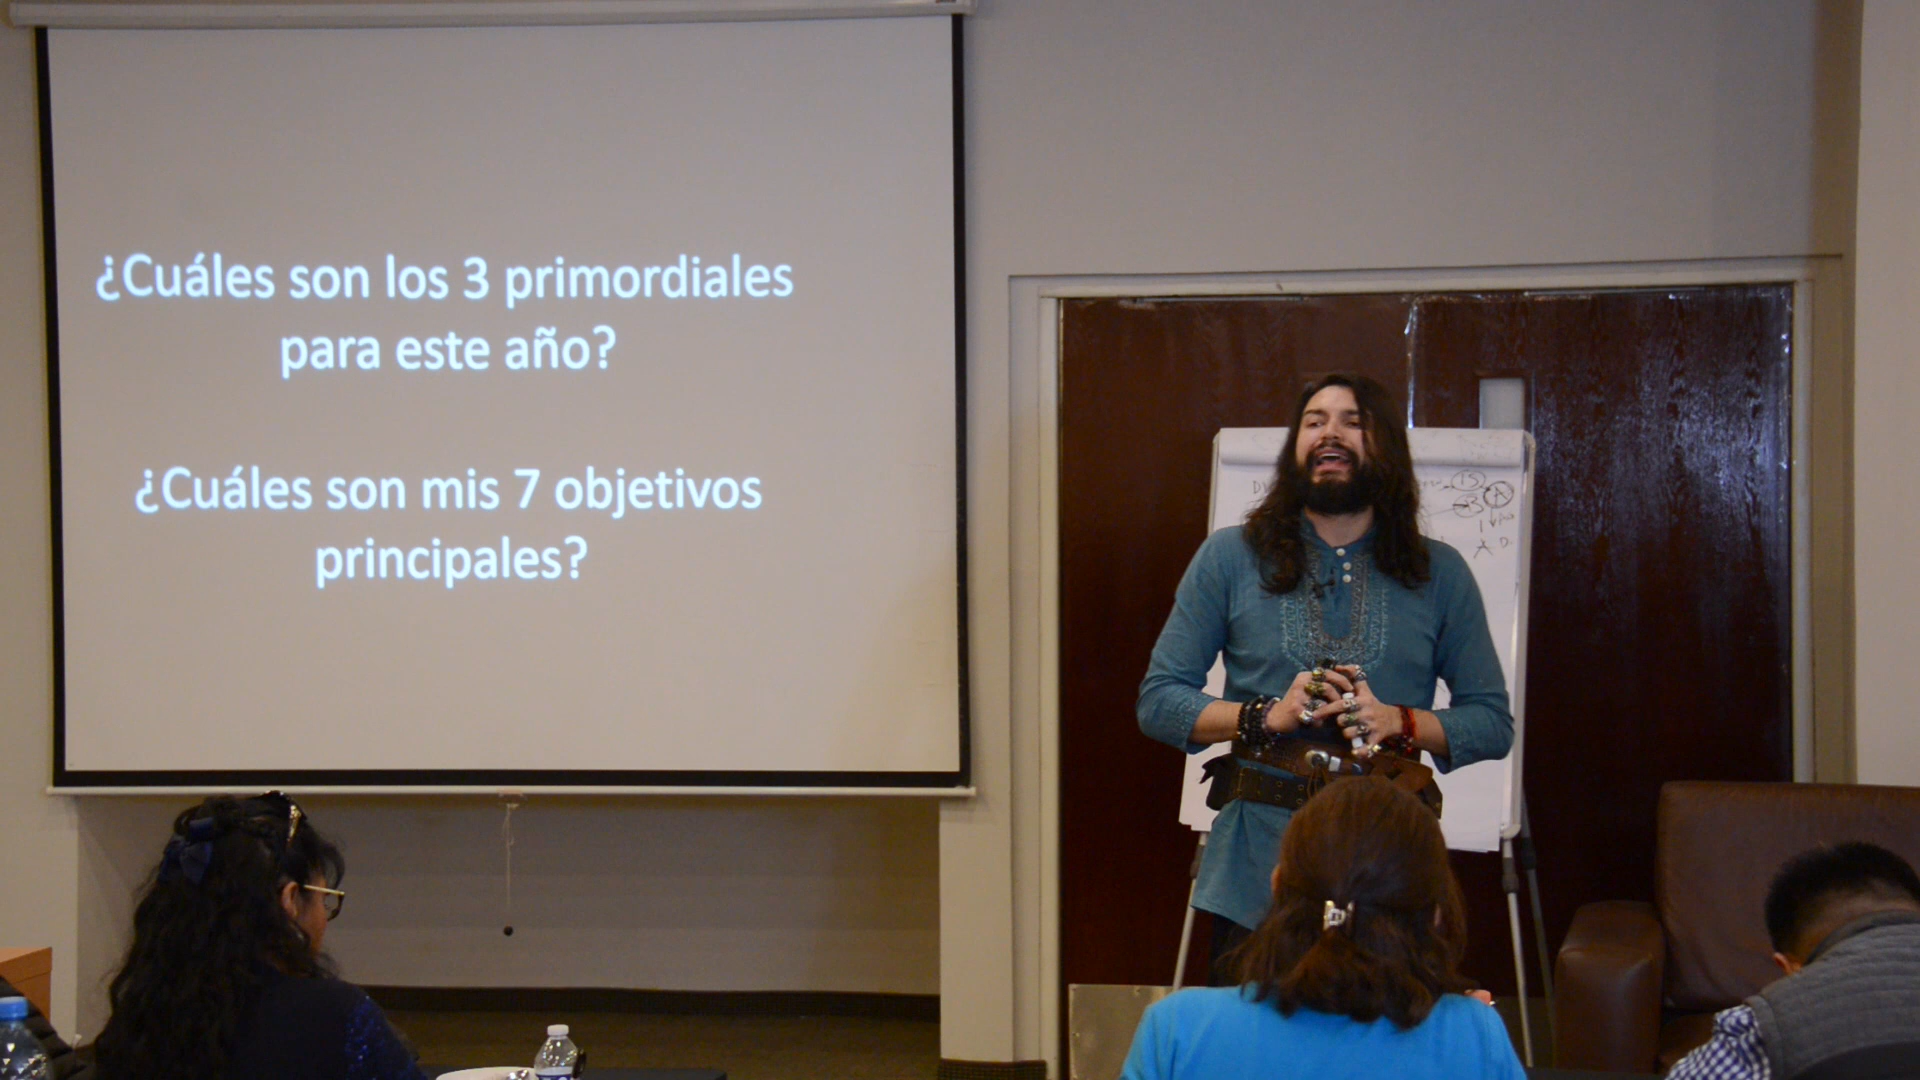 ¿Cuáles son los 3 primordiales
para este año?
¿Cuáles son mis 7 objetivos
principales?